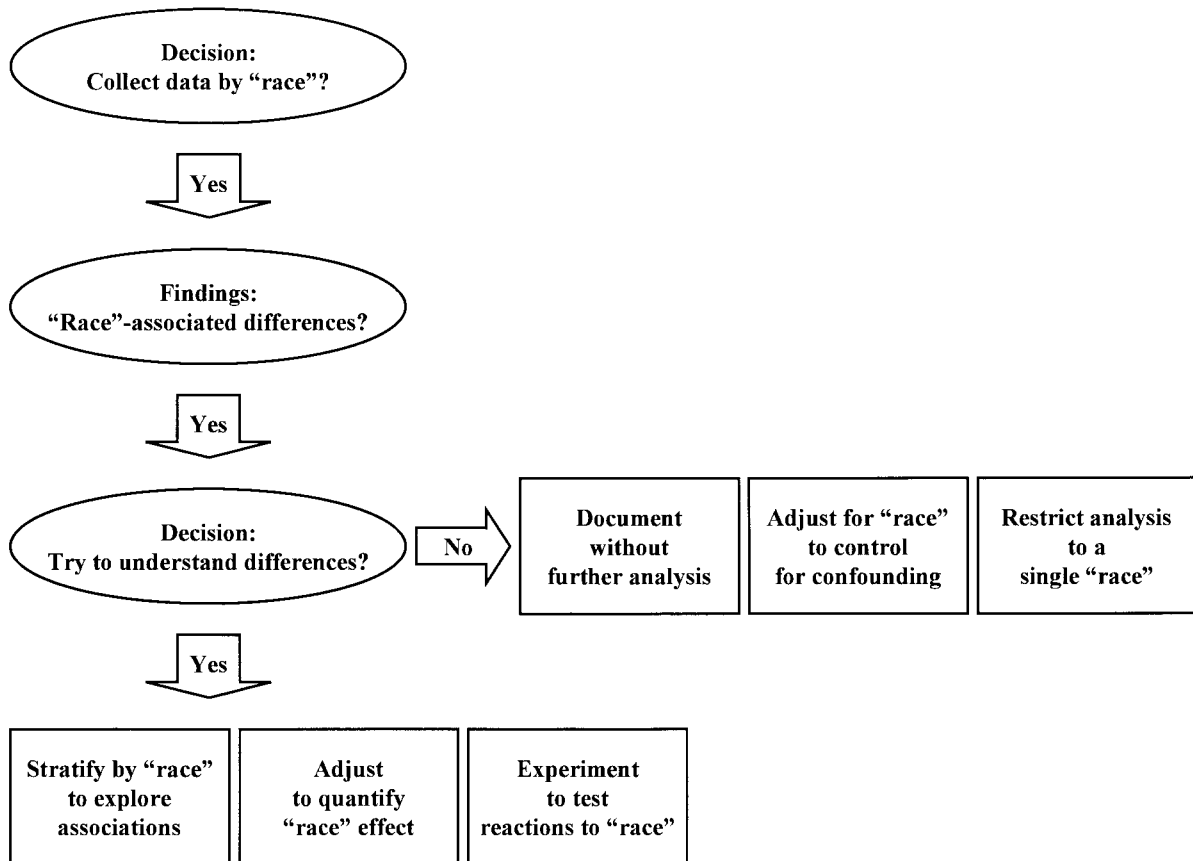 Decision:
Collect data by “race”?
Yes
Findings:
“Race”-associated differences?
Yes
Decision:
Try to understand differences?
No
Document
without
further analysis
Adjust for “race”
to control
for confounding
Restrict analysis
to a
single “race”
Yes
Stratify by “race”
to explore
associations
Adjust
to quantify
“race” effect
Experiment
to test
reactions to “race”